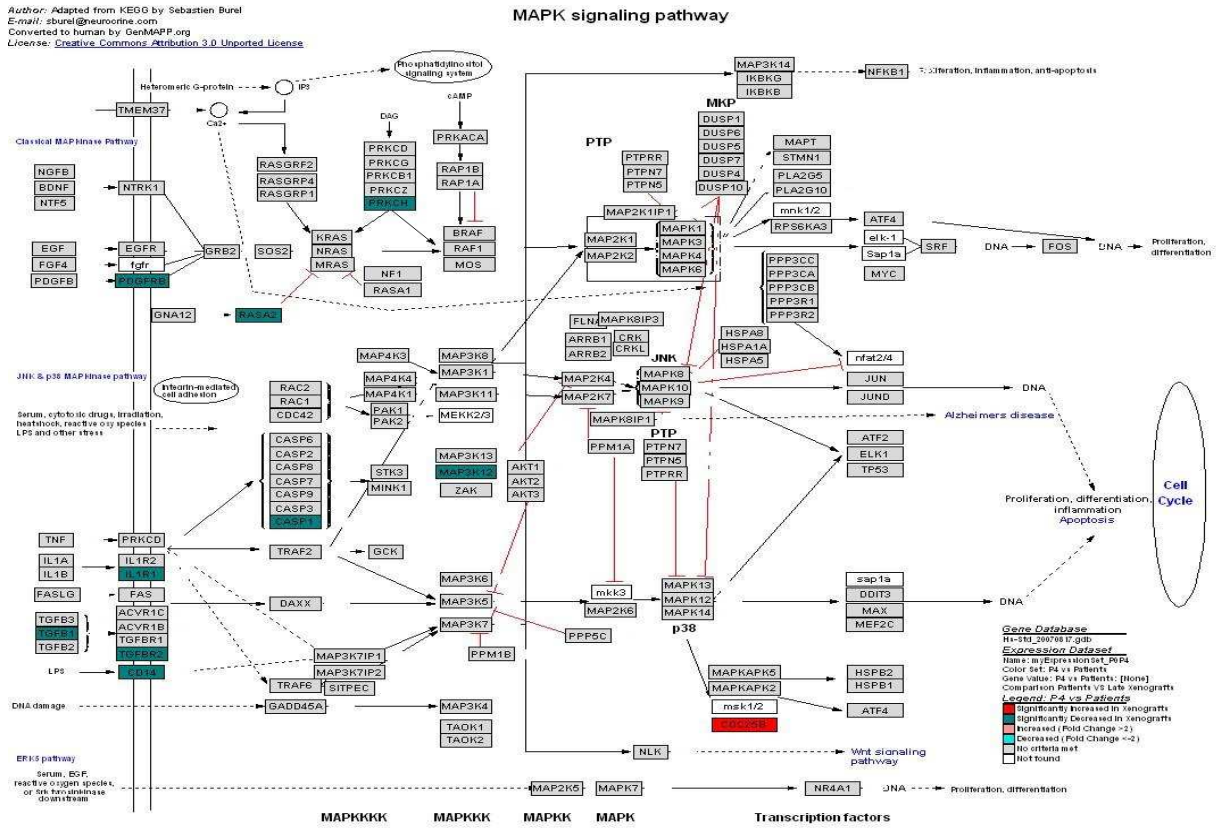 Author: Adapted from KEGG by Sebastien Burel
E-mail: sburel@neurocrine.com
Converted to human by GenMAPP.org
License: Creative Commons Attribution 3.0 Unported License
MAPK signaling pathway
Phosphatidylinositol
signaling system
Heteromeric G-protein
IP3
cAMP
DAG
TMEM37
Ca2+
MAP3K14
IKBKG
IKBKB
NFKB1
Proliferation, inflammation, anti-apoptosis
MKP
DUSP1
DUSP6
DUSP5
DUSP7
DUSP4
DUSP10
PTP
PTPRR
PTPN7
PTPN5
MAPT
STMN1
PLA2G5
PLA2G10
mnk1/2
RPS6KA3
Classical MAP kinase Pathway
NGFB
BDNF
NTF5
NTRK1
RASGRF2
RASGRP4
RASGRP1
PRKCD
PRKCG
PRKCB1
PRKCZ
PRKCH
PRKACA
RAP1B
RAP1A
EGF
FGF4
PDGFB
EGFR
fgfr
PDGFRB
GRB2
SOS2
KRAS
NRAS
MRAS
BRAF
RAF1
MOS
NF1
RASA1
GNA12
RASA2
MAP2K1IP1
MAP2K1
MAP2K2
MAPK1
MAPK3
MAPK4
MAPK6
ATF4
elk-1
Sap1a
MYC
SRF
DNA
FOS
DNA
Proliferation,
differentiation
PPP3CC
PPP3CA
PPP3CB
PPP3R1
PPP3R2
FLNA
MAPK8IP3
ARRB1
ARRB2
CRK
CRKL
HSPA8
HSPA1A
HSPA5
nfat2/4
JNK & p38 MAP kinase pathway
Integrin-mediated
cell adhesion
Serum, cytotoxic drugs, irradiation,
heatshock, reactive oxy species
LPS and other stress
RAC2
RAC1
CDC42
MAP4K3
MAP4K4
MAP4K1
PAK1
PAK2
MAP3K8
MAP3K1
MAP3K11
MEKK2/3
MAP2K4
MAP2K7
JNK
MAPK8
MAPK10
MAPK9
MAPK8IP1
JUN
JUND
DNA
Alzheimers disease
CASP6
CASP2
CASP8
CASP7
CASP9
CASP3
CASP1
STK3
MINK1
MAP3K13
MAP3K12
ZAK
AKT1
AKT2
AKT3
PPM1A
PTP
PTPN7
PTPN5
PTPRR
ATF2
ELK1
TP53
Proliferation, differentiation,
inflammation
Apoptosis
Cell
Cycle
TNF
PRKCD
IL1A
IL1B
IL1R2
IL1R1
TRAF2
GCK
FASLG
FAS
DAXX
MAP3K6
MAP3K5
MAP3K7
mkk3
MAP2K6
MAPK13
MAPK12
MAPK14
p38
sap1a
DDIT3
MAX
MEF2C
DNA
TGFB3
TGFB1
TGFB2
ACVR1C
ACVR1B
TGFBR1
TGFBR2
LPS
CD14
MAP3K7IP1
MAP3K7IP2
TRAF6
SITPEC
PPM1B
PPP5C
MAPKAPK5
MAPKAPK2
msk1/2
CDC25B
HSPB2
HSPB1
ATF4
DNA damage
GADD45A
MAP3K4
TAOK1
TAOK2
NLK
Wnt signaling
pathway
ERK5 pathway
Serum, EGF,
reactive oxygen species,
or Srk tyrosinkinase
downstream
MAP2K5
MAPK7
NR4A1
DNA
Proliferation, differentiation
MAPKKKK
MAPKKK
MAPKK
MAPK
Transcription factors
Gene Database
Hs-Std_20070817.gdb
Expression Dataset
Name: myExpressionSet_P0P4
Color Set: P4 vs Patients
Gene Value: P4 vs Patients: [None]
Comparison Patients VS Late Xenografts
Legend: P4 vs Patients
Significantly Increased in Xenografts
Significantly Decreased in Xenografts
Increased (Fold Change >2)
Decreased (Fold Change <-2)
No criteria met
Not found